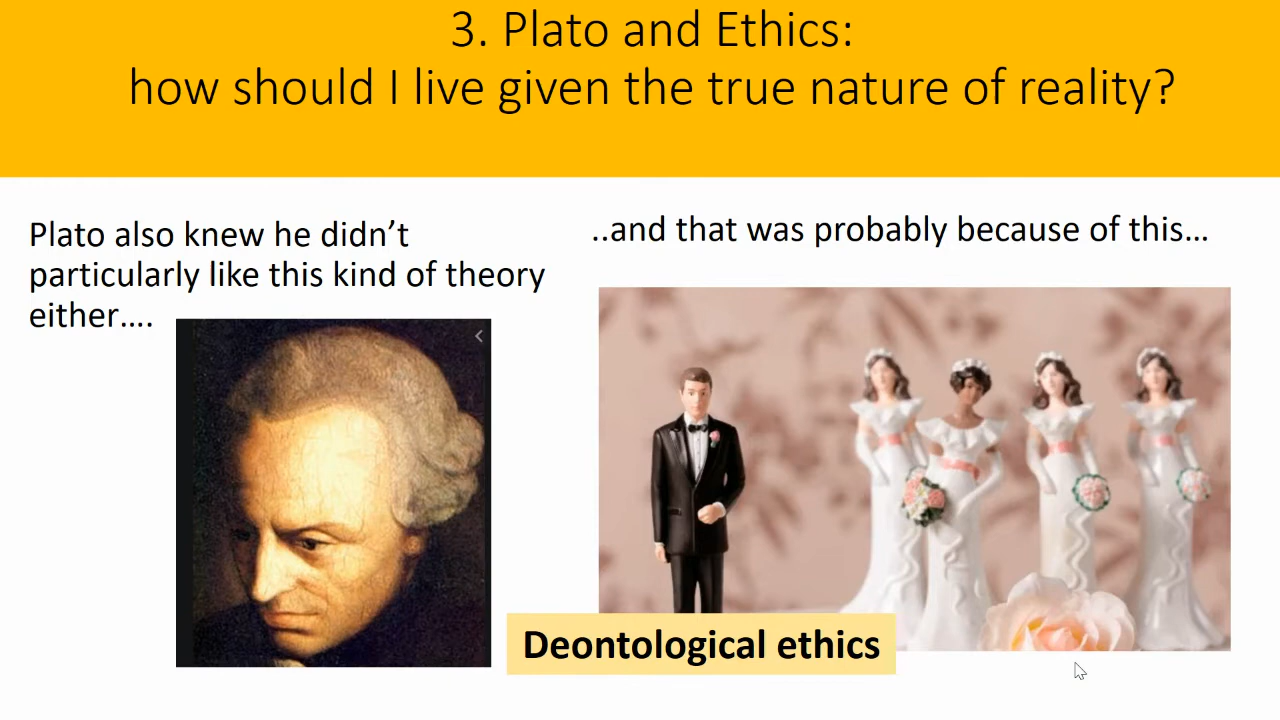 3. Plato and Ethics:
how should I live given the true nature of reality?
Plato also knew he didn’t
particularly like this kind of theory
either….
..and that was probably because of this…
Deontological ethics